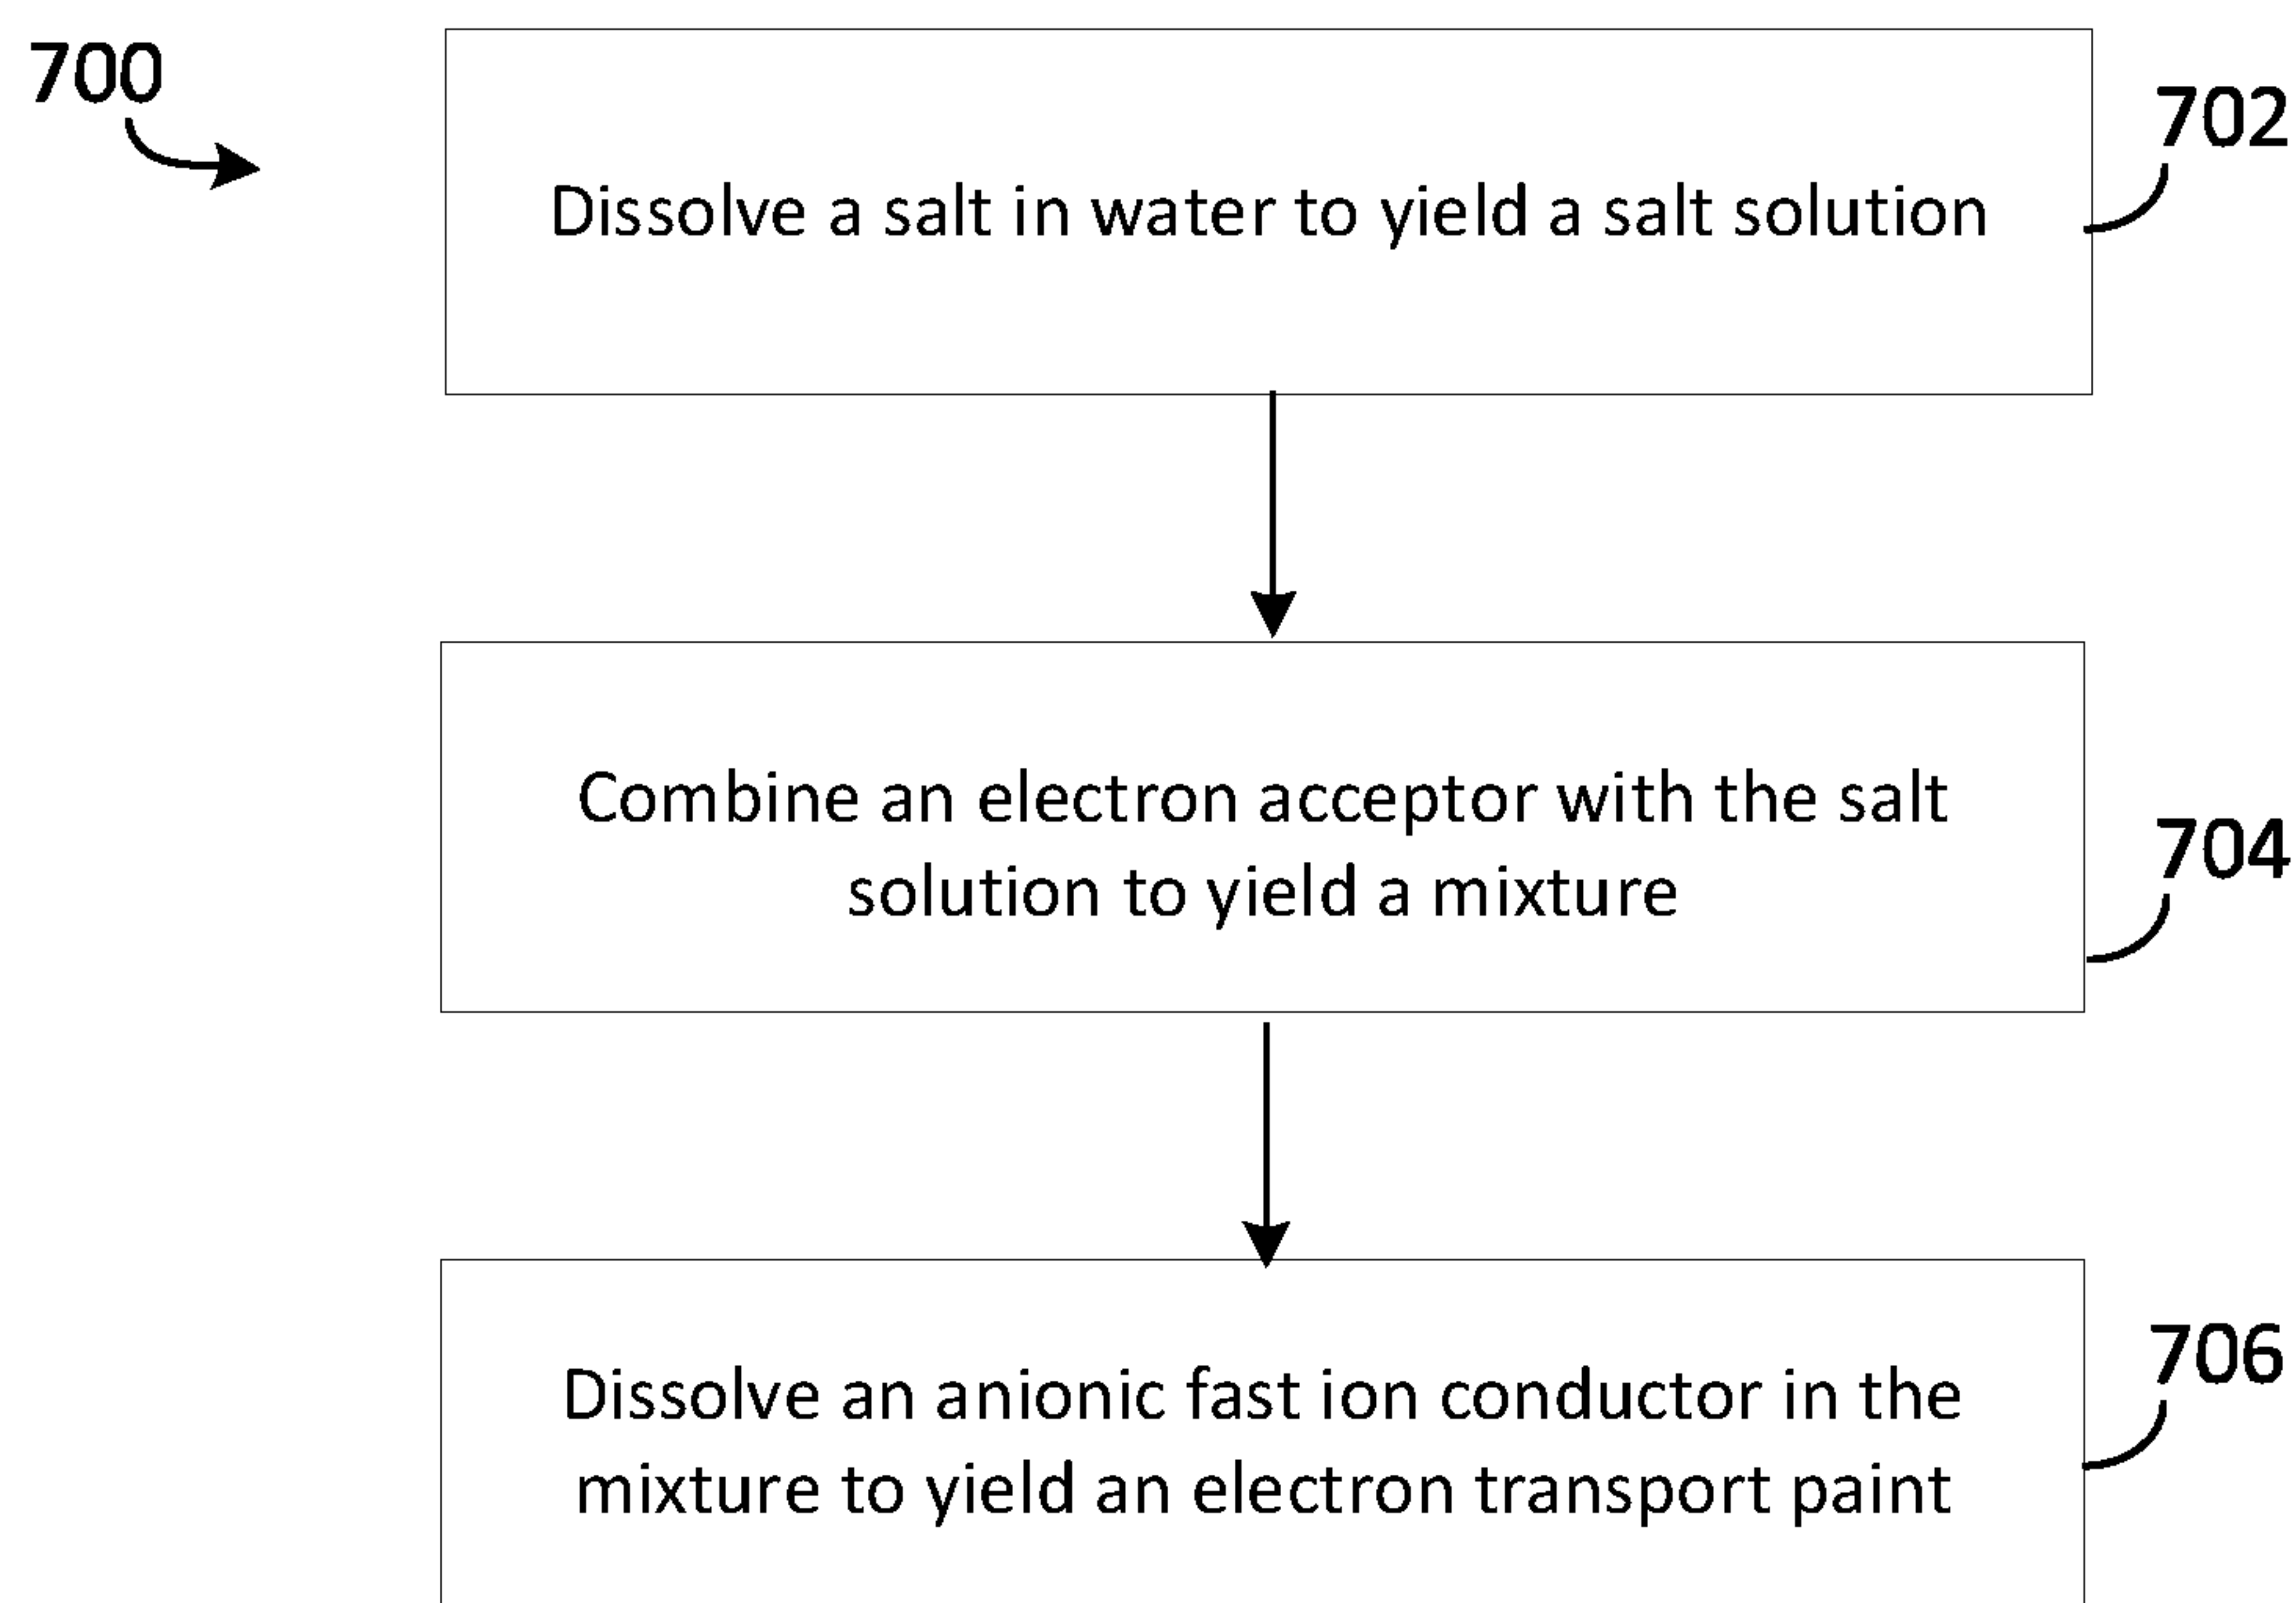 700
702
Dissolve a salt in water to yield a salt solution
Combine an electron acceptor with the salt
solution to yield a mixture
704
Dissolve an anionic fast ion conductor in the
mixture to yield an electron transport paint
706